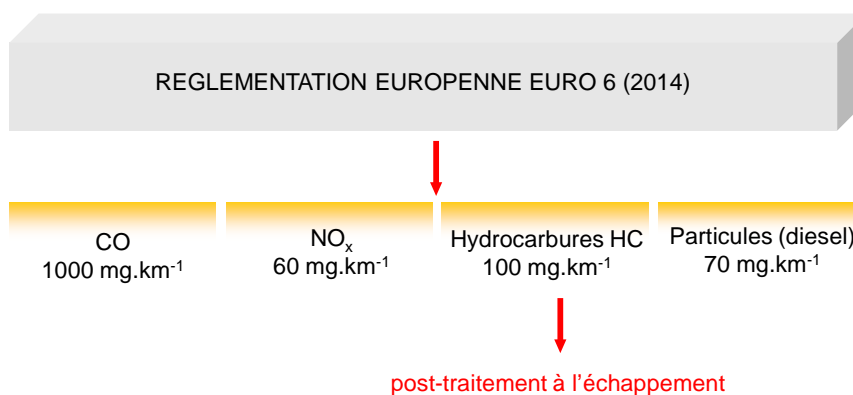 REGLEMENTATION EUROPENNE EURO 6 (2014)
CO
1000 mg.km⁻¹
NOₓ
60 mg.km⁻¹
Hydrocarbures HC
100 mg.km⁻¹
Particules (diesel)
70 mg.km⁻¹
post-traitement à l'échappement